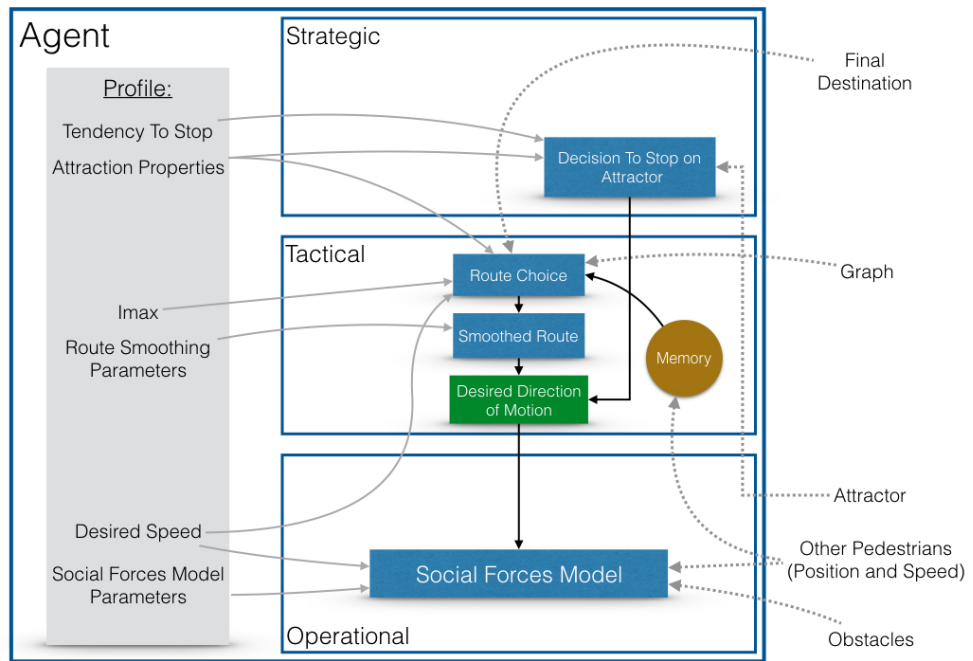 Agent
Profile:
Tendency To Stop
Attraction Properties
Imax
Route Smoothing
Parameters
Desired Speed
Social Forces Model
Parameters
Strategic
Decision To Stop on
Attractor
Tactical
Route Choice
Smoothed Route
Desired Direction
of Motion
Memory
Social Forces Model
Operational
Final
Destination
Graph
Attractor
Other Pedestrians
(Position and Speed)
Obstacles